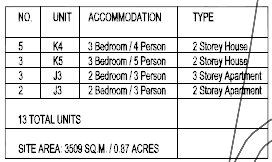 NO. UNIT ACCOMMODATION TYPE
5 K4 3 Bedroom / 4 Person 2 Storey House
3 K5 3 Bedroom / 5 Person 2 Storey House
3 J3 2 Bedroom / 3 Person 3 Storey Apartment
2 J3 2 Bedroom / 3 Person 2 Storey Apartment
13 TOTAL UNITS
SITE AREA: 3509 SQ.M. / 0.87 ACRES